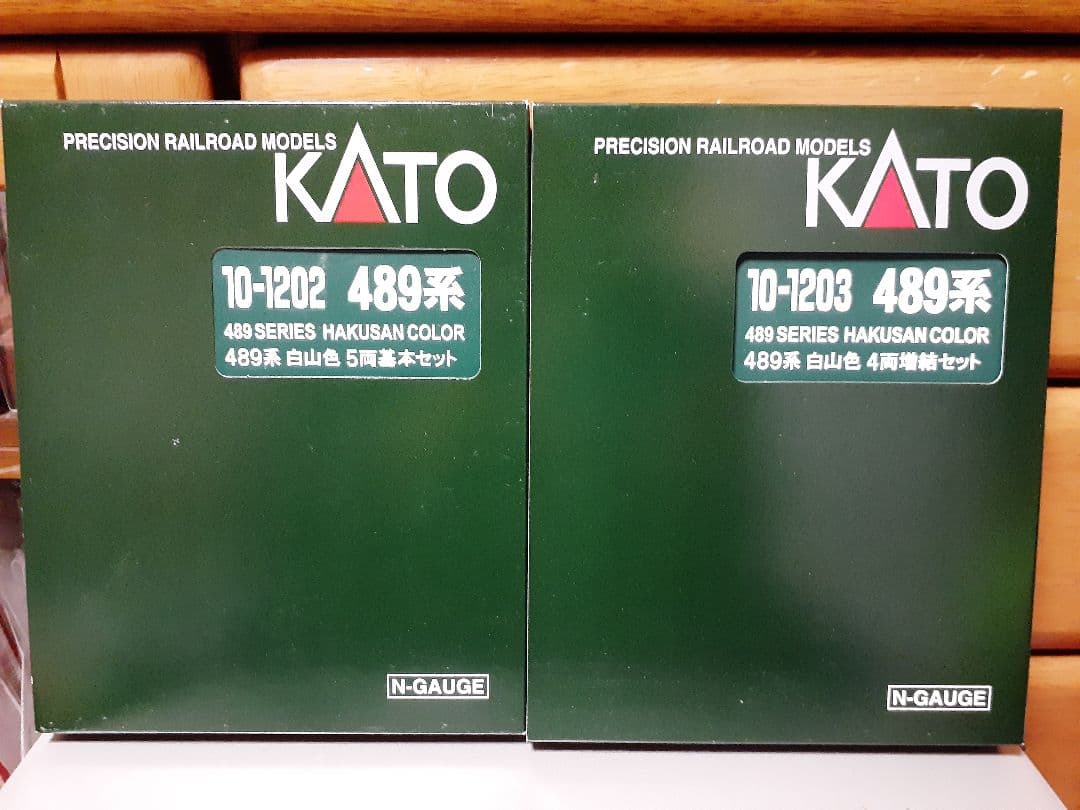 PRECISION RAILROAD MODELS
KATO
10-1202 489系
489 SERIES HAKUSAN COLOR
489系 白山色 5両基本セット
N-GAUGE
PRECISION RAILROAD MODELS
KATO
10-1203 489系
489 SERIES HAKUSAN COLOR
489系 白山色 4両増結セット
N-GAUGE